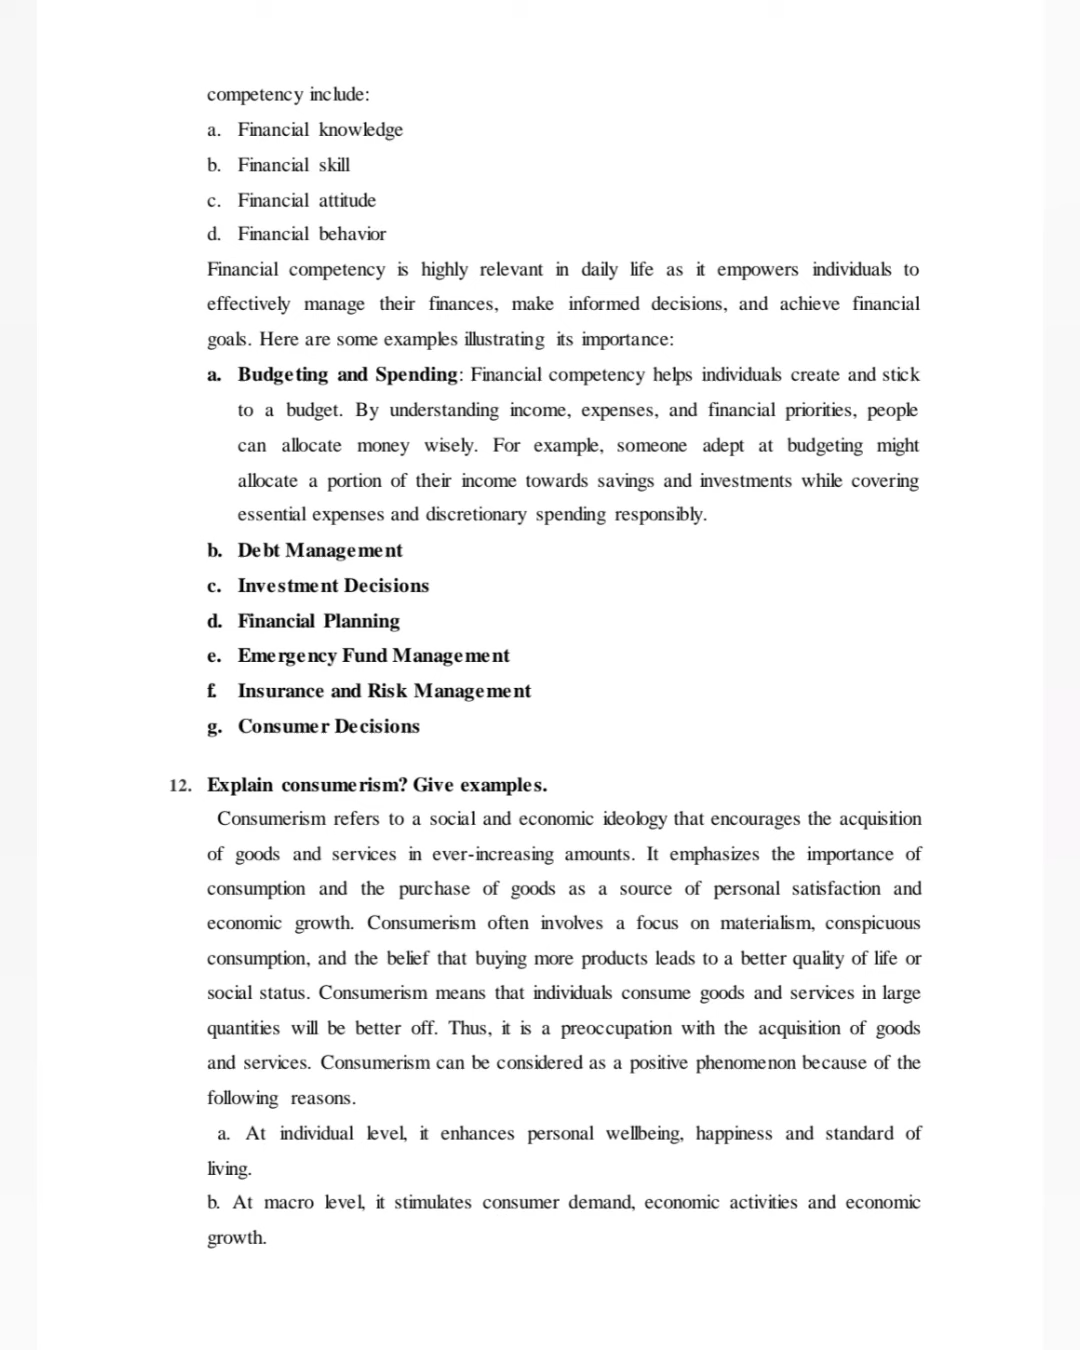 competency include:
a. Financial knowledge
b. Financial skill
c. Financial attitude
d. Financial behavior
Financial competency is highly relevant in daily life as it empowers individuals to
effectively manage their finances, make informed decisions, and achieve financial
goals. Here are some examples illustrating its importance:
a. Budgeting and Spending: Financial competency helps individuals create and stick
to a budget. By understanding income, expenses, and financial priorities, people
can allocate money wisely. For example, someone adept at budgeting might
allocate a portion of their income towards savings and investments while covering
essential expenses and discretionary spending responsibly.
b. Debt Management
c. Investment Decisions
d. Financial Planning
e. Emergency Fund Management
f. Insurance and Risk Management
g. Consumer Decisions
12. Explain consumerism? Give examples.
Consumerism refers to a social and economic ideology that encourages the acquisition
of goods and services in ever-increasing amounts. It emphasizes the importance of
consumption and the purchase of goods as a source of personal satisfaction and
economic growth. Consumerism often involves a focus on materialism, conspicuous
consumption, and the belief that buying more products leads to a better quality of life or
social status. Consumerism means that individuals consume goods and services in large
quantities will be better off. Thus, it is a preoccupation with the acquisition of goods
and services. Consumerism can be considered as a positive phenomenon because of the
following reasons.
a. At individual level, it enhances personal wellbeing, happiness and standard of
living.
b. At macro level, it stimulates consumer demand, economic activities and economic
growth.